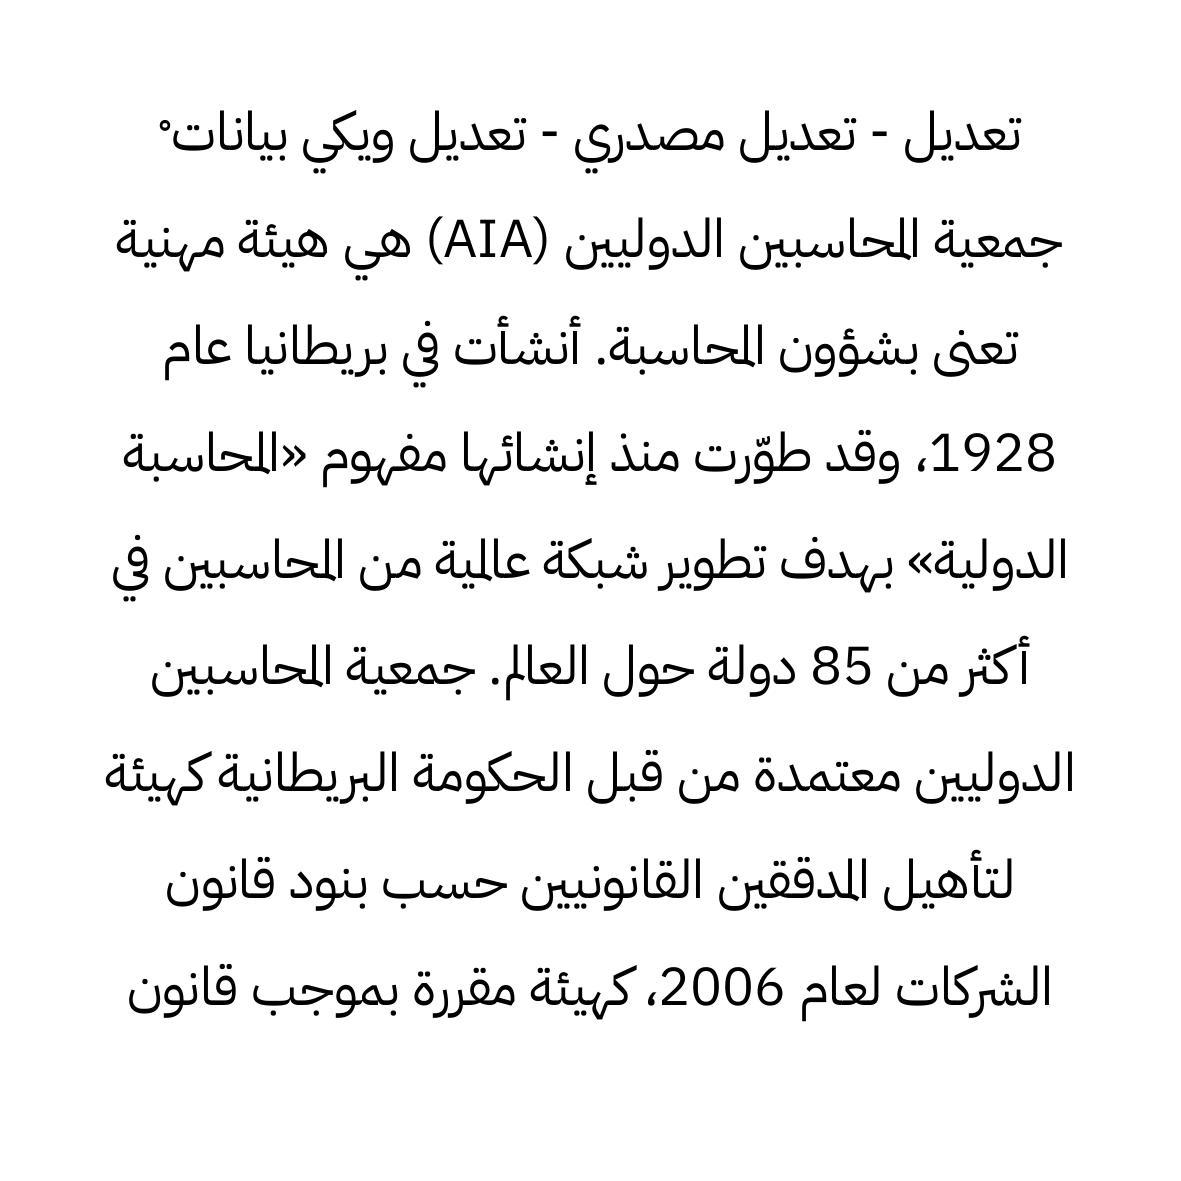 تعديل - تعديل مصدري - تعديل ويكي بيانات ْ
جمعية المحاسبين الدوليين (AIA) هي هيئة مهنية
تعنى بشؤون المحاسبة. أنشأت في بريطانيا عام
1928، وقد طوّرت منذ إنشائها مفهوم «المحاسبة
الدولية» بهدف تطوير شبكة عالمية من المحاسبين في
أكثر من 85 دولة حول العالم. جمعية المحاسبين
الدوليين معتمدة من قبل الحكومة البريطانية كهيئة
لتأهيل المدققين القانونيين حسب بنود قانون
الشركات لعام 2006، كهيئة مقررة بموجب قانون